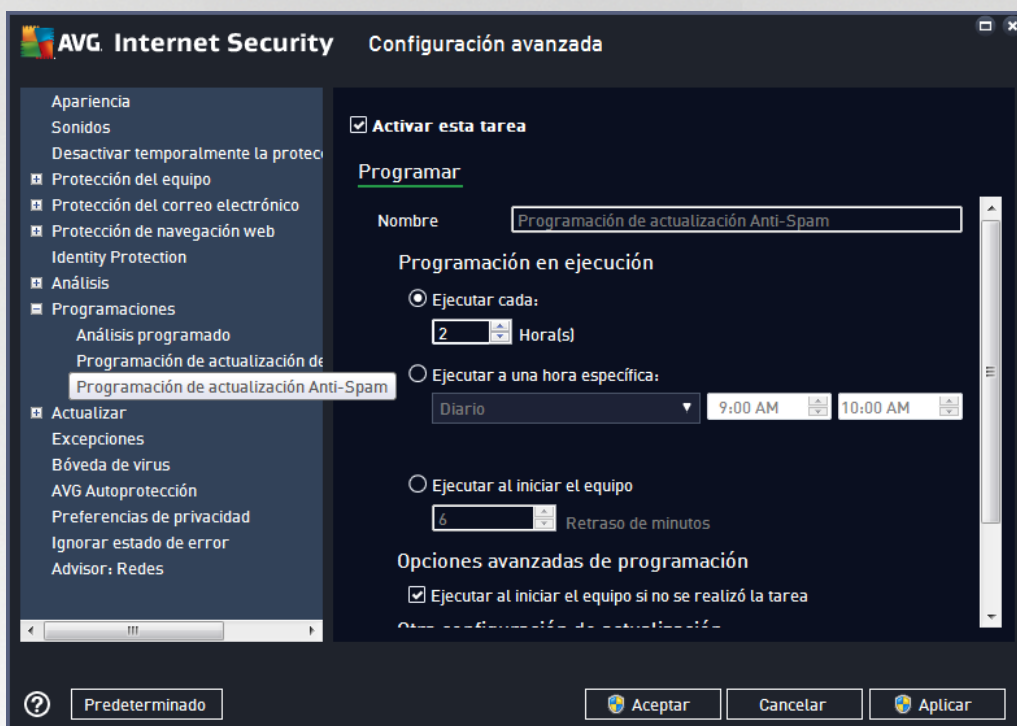 AVG. Internet Security Configuración avanzada
Apariencia
Sonidos
Desactivar temporalmente la protec
Protección del equipo
Protección del correo electrónico
Protección de navegación web
Identity Protection
Análisis
Programaciones
Análisis programado
Programación de actualización de
Programación de actualización Anti-Spam
Actualizar
Excepciones
Bóveda de virus
AVG Autoprotección
Preferencias de privacidad
Ignorar estado de error
Advisor: Redes
Activar esta tarea
Programar
Nombre Programación de actualización Anti-Spam
Programación en ejecución
Ejecutar cada:
2 Hora(s)
Ejecutar a una hora específica:
Diario 9:00 AM 10:00 AM
Ejecutar al iniciar el equipo
6 Retraso de minutos
Opciones avanzadas de programación
Ejecutar al iniciar el equipo si no se realizó la tarea
Otra configuración de actualización
? Predeterminado Aceptar Cancelar Aplicar